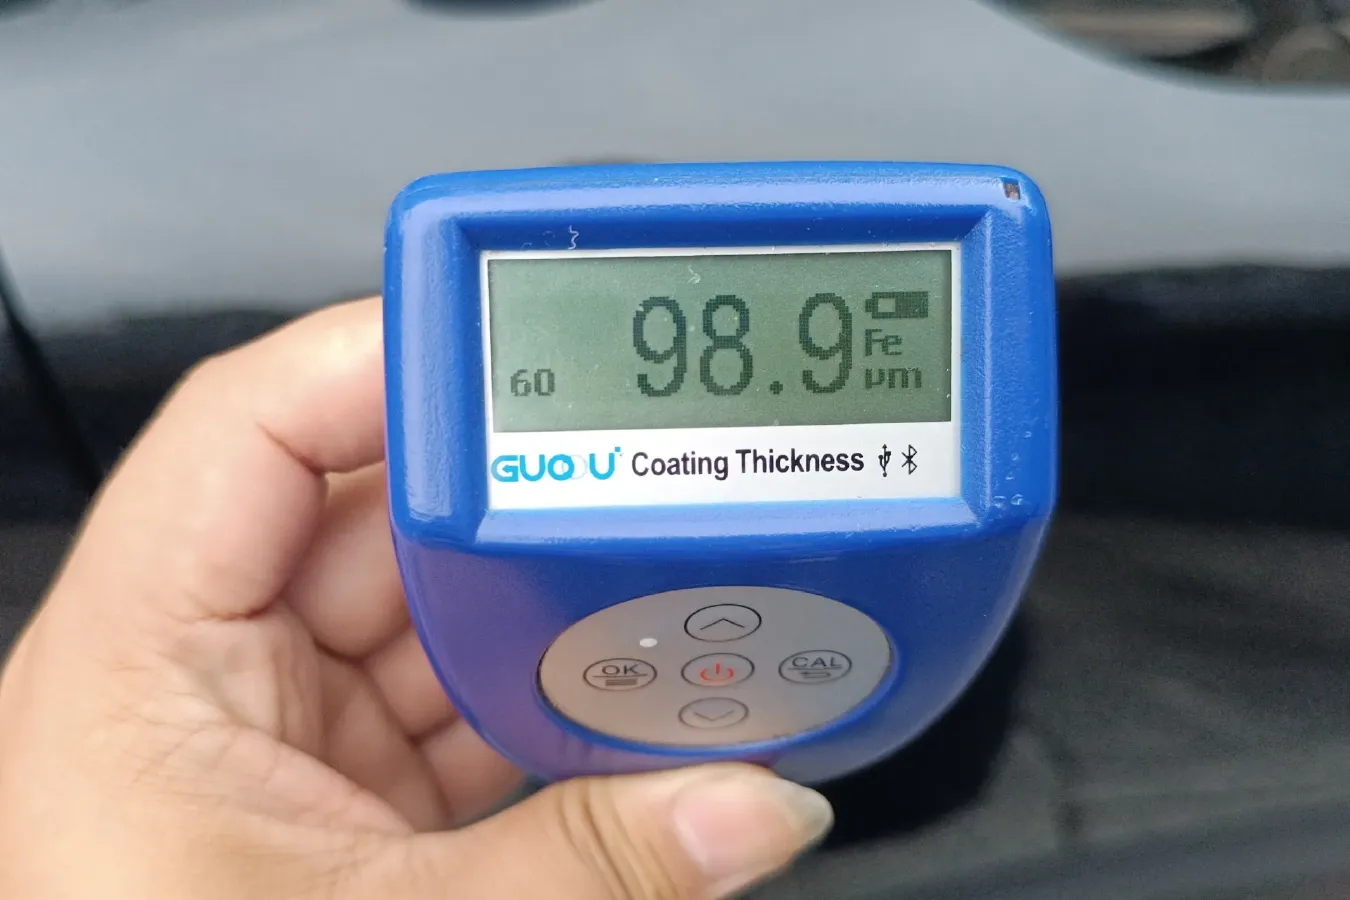 98.9
Fe
60
µm
GUOOU Coating Thickness
OK
CAL